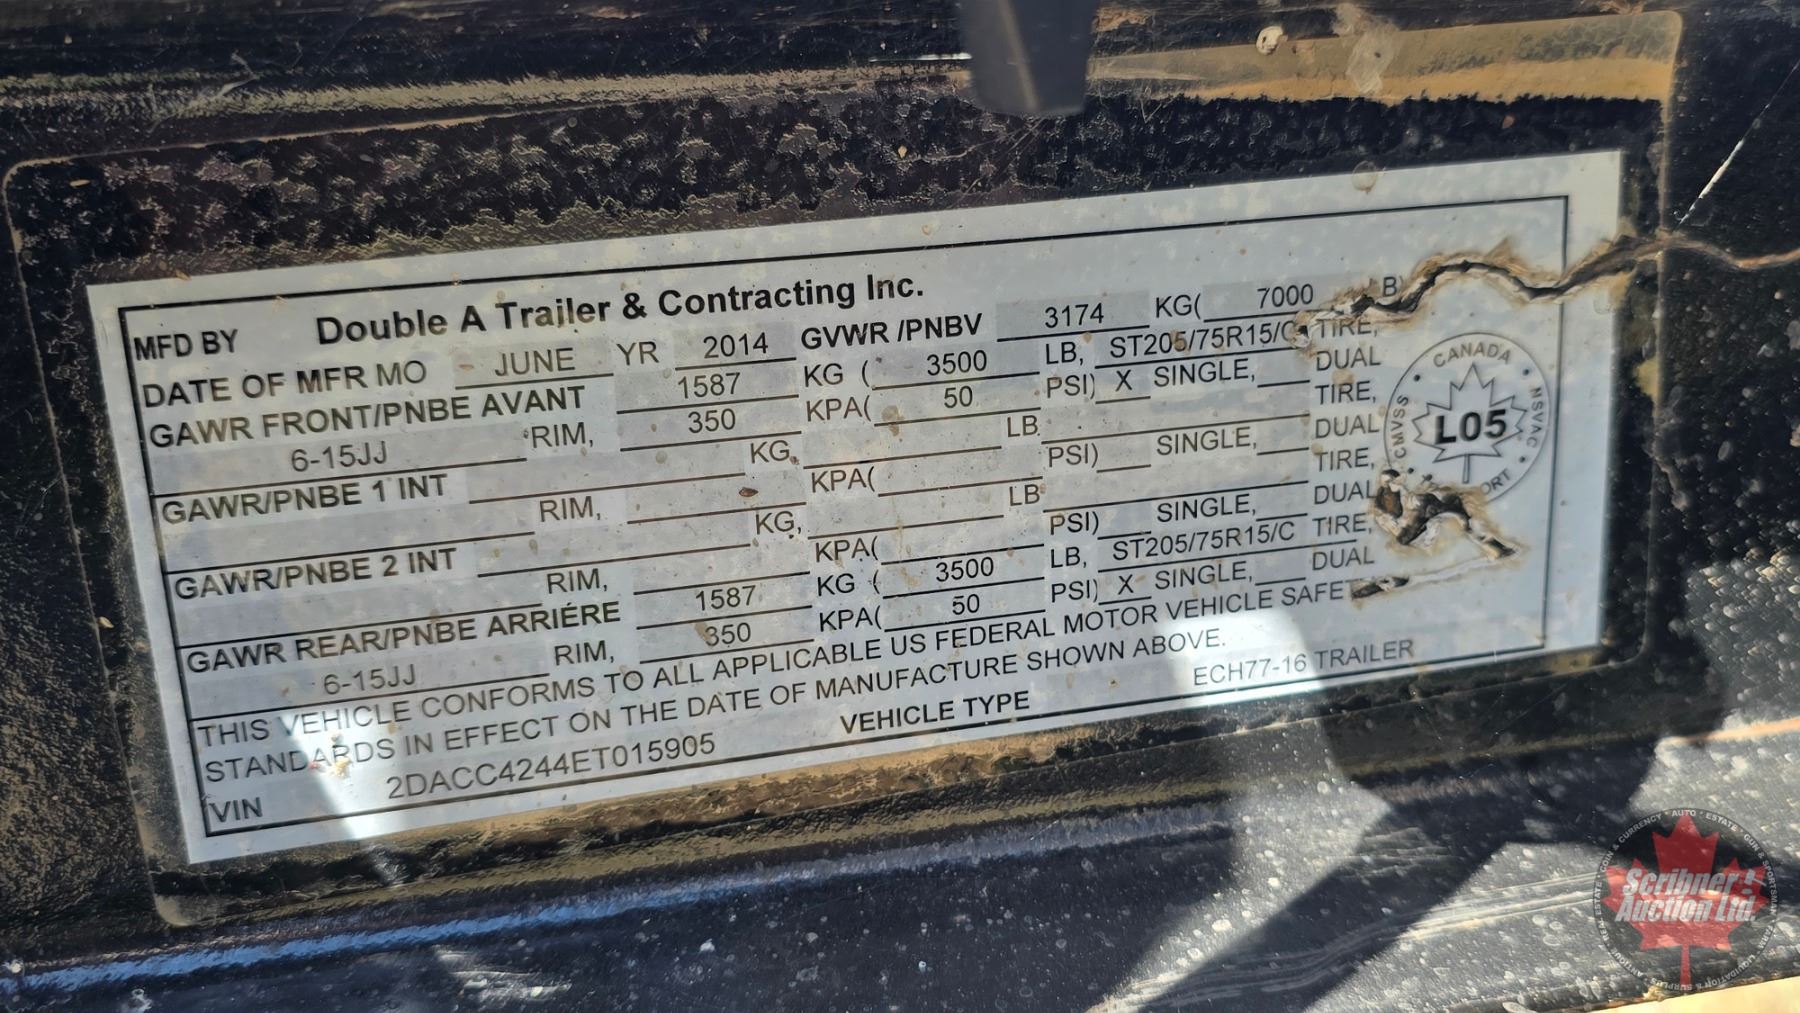 MFD BY Double A Trailer & Contracting Inc.
DATE OF MFR MO JUNE YR 2014 GVWR /PNBV 3174 KG( 7000 LB)
GAWR FRONT/PNBE AVANT 1587 KG ( 3500 LB, ST205/75R15/C TIRE,
6-15JJ RIM, 350 KPA( 50 PSI) X SINGLE, DUAL
GAWR/PNBE 1 INT KG, LB TIRE,
RIM, KPA( PSI) SINGLE, DUAL
GAWR/PNBE 2 INT KG, LB TIRE,
RIM, KPA( PSI) SINGLE, DUAL
GAWR REAR/PNBE ARRIÉRE 1587 KG ( 3500 LB, ST205/75R15/C TIRE,
6-15JJ RIM, 350 KPA( 50 PSI) X SINGLE, DUAL
THIS VEHICLE CONFORMS TO ALL APPLICABLE US FEDERAL MOTOR VEHICLE SAFET
STANDARDS IN EFFECT ON THE DATE OF MANUFACTURE SHOWN ABOVE.
VIN 2DACC4244ET015905 VEHICLE TYPE ECH77-16 TRAILER
CANADA • NSVAC •
CMVSS
L05
ORT
Scribner!
Auction Ltd.